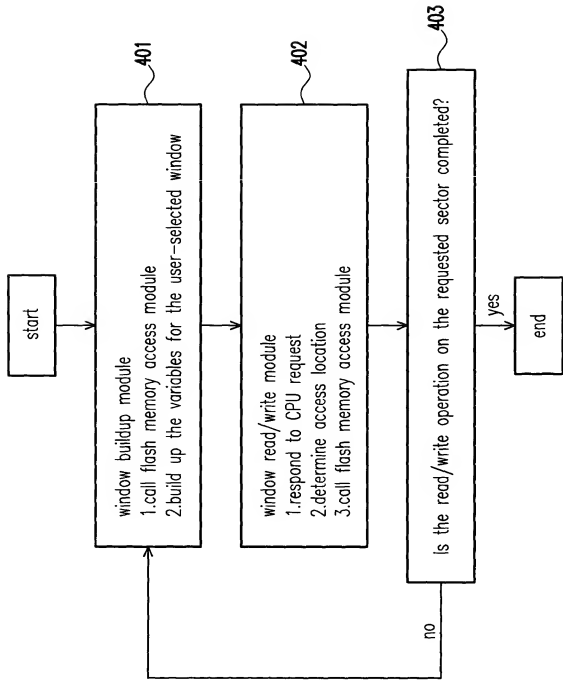 start
401
window buildup module
1.call flash memory access module
2.build up the variables for the user-selected window
402
window read/write module
1.respond to CPU request
2.determine access location
3.call flash memory access module
403
is the read/write operation on the requested sector completed?
no
yes
end